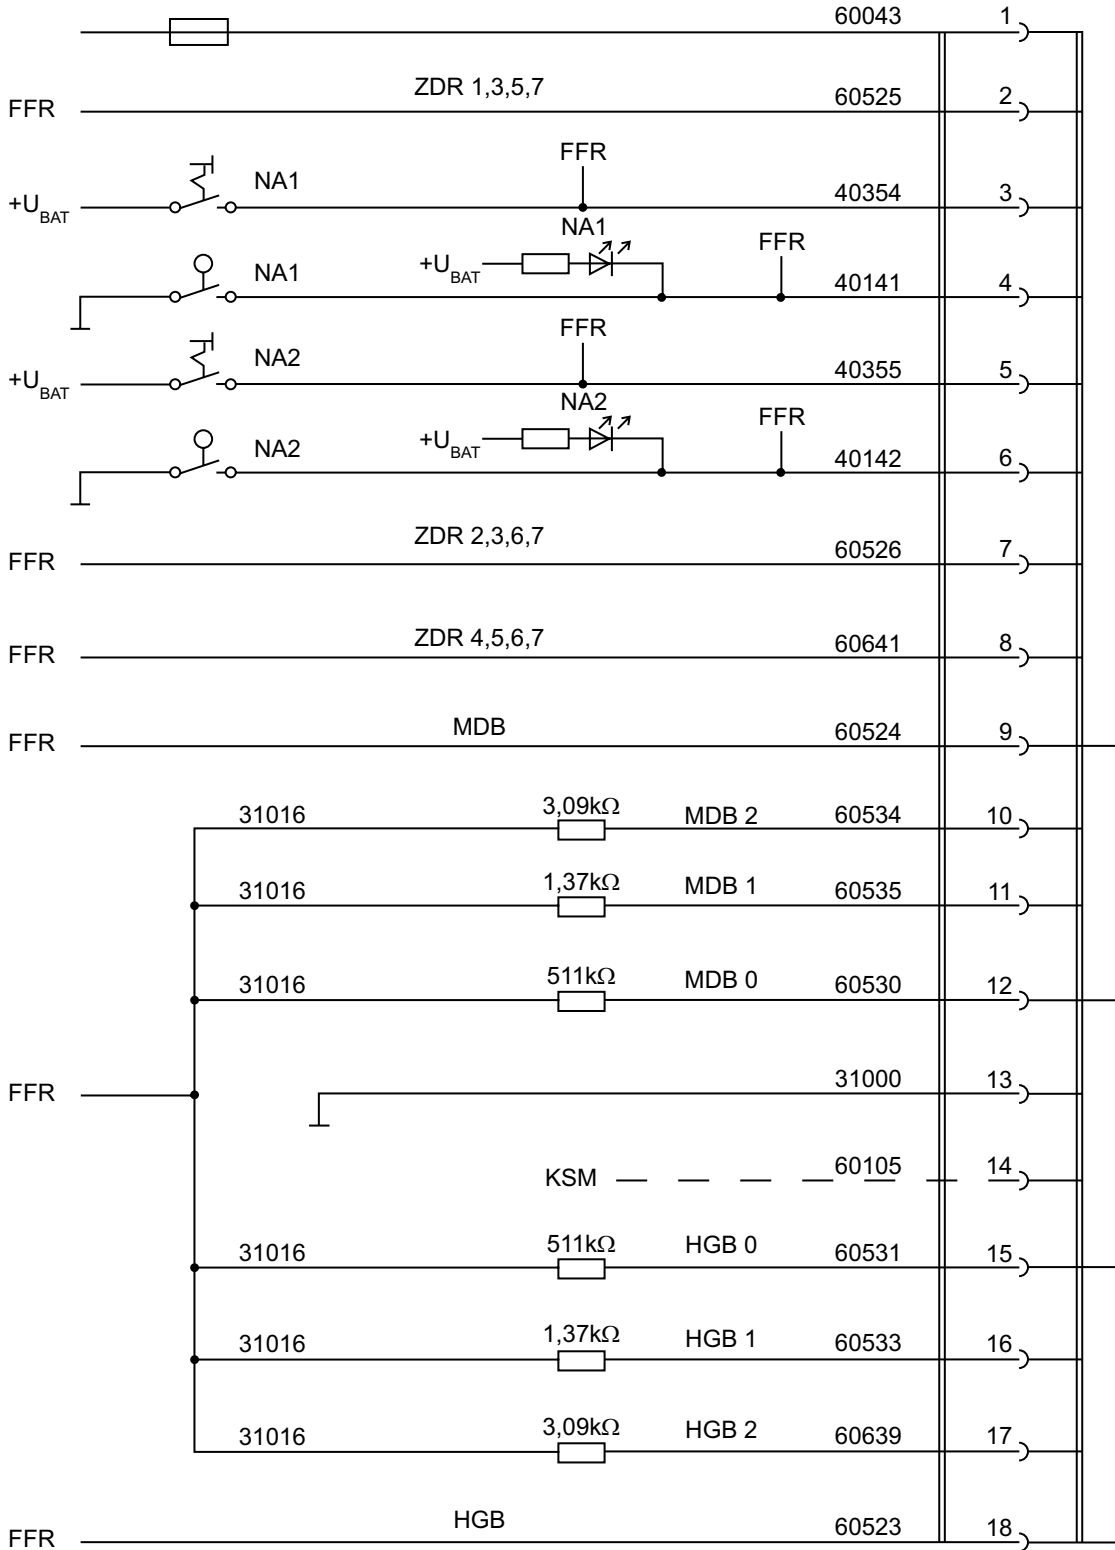 60043 1
FFR ZDR 1,3,5,7 60525 2
FFR
+UBAT NA1 40354 3
NA1
FFR
NA1 +UBAT 40141 4
FFR
+UBAT NA2 40355 5
NA2
FFR
NA2 +UBAT 40142 6
FFR ZDR 2,3,6,7 60526 7
FFR ZDR 4,5,6,7 60641 8
FFR MDB 60524 9
31016 3,09kΩ MDB 2 60534 10
31016 1,37kΩ MDB 1 60535 11
31016 511kΩ MDB 0 60530 12
FFR 31000 13
KSM 60105 14
31016 511kΩ HGB 0 60531 15
31016 1,37kΩ HGB 1 60533 16
31016 3,09kΩ HGB 2 60639 17
FFR HGB 60523 18